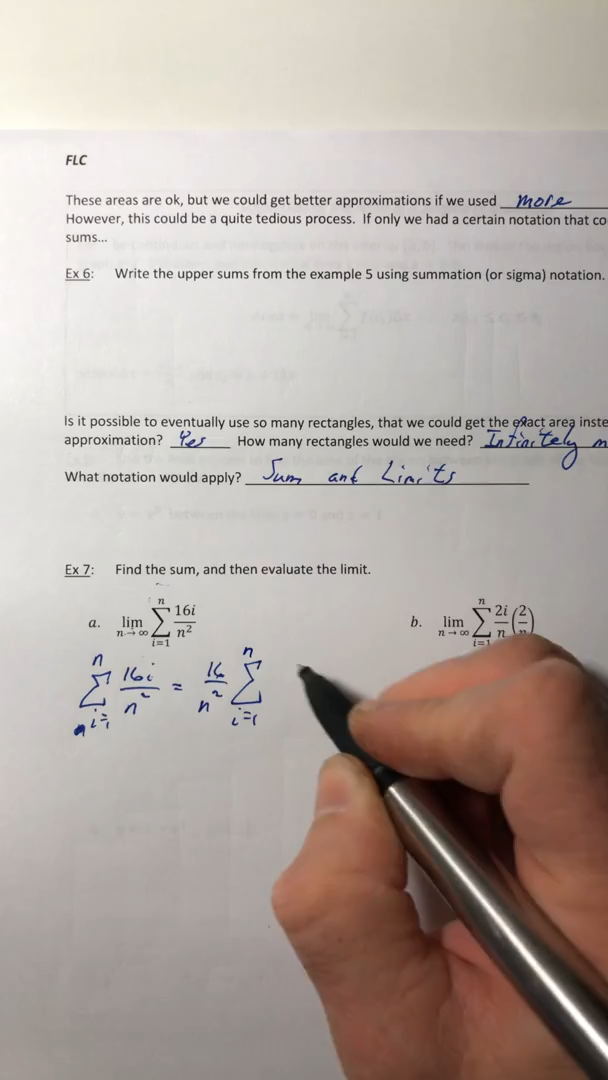 FLC
These areas are ok, but we could get better approximations if we used more
However, this could be a quite tedious process. If only we had a certain notation that co
sums...
Ex 6: Write the upper sums from the example 5 using summation (or sigma) notation.
Is it possible to eventually use so many rectangles, that we could get the exact area inste
approximation? Yes How many rectangles would we need? Infinitely m
What notation would apply? Sum and Limits
Ex 7: Find the sum, and then evaluate the limit.
a. lim n→∞ ∑ i=1 n 16i/n² b. lim n→∞ ∑ i=1 n 2i/n (2/n)
∑ i=1 n 16i/n² = 16/n² ∑ i=1 n